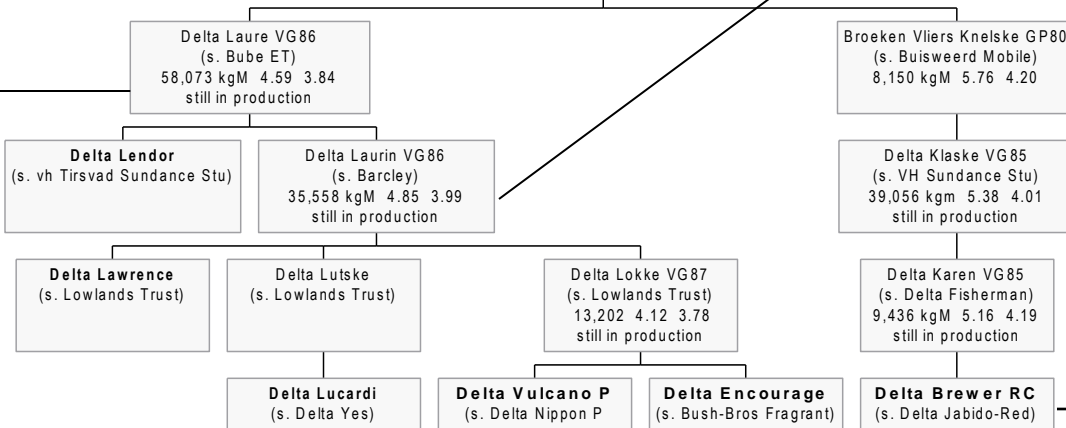 Delta Laure VG86
(s. Bube ET)
58,073 kgM 4.59 3.84
still in production
Broeken Vliers Knelske GP80
(s. Buisweerd Mobile)
8,150 kgM 5.76 4.20
Delta Lendor
(s. vh Tirsvad Sundance Stu)
Delta Laurin VG86
(s. Barcley)
35,558 kgM 4.85 3.99
still in production
Delta Klaske VG85
(s. VH Sundance Stu)
39,056 kgm 5.38 4.01
still in production
Delta Lawrence
(s. Lowlands Trust)
Delta Lutske
(s. Lowlands Trust)
Delta Lokke VG87
(s. Lowlands Trust)
13,202 4.12 3.78
still in production
Delta Karen VG85
(s. Delta Fisherman)
9,436 kgM 5.16 4.19
still in production
Delta Lucardi
(s. Delta Yes)
Delta Vulcano P
(s. Delta Nippon P
Delta Encourage
(s. Bush-Bros Fragrant)
Delta Brewer RC
(s. Delta Jabido-Red)